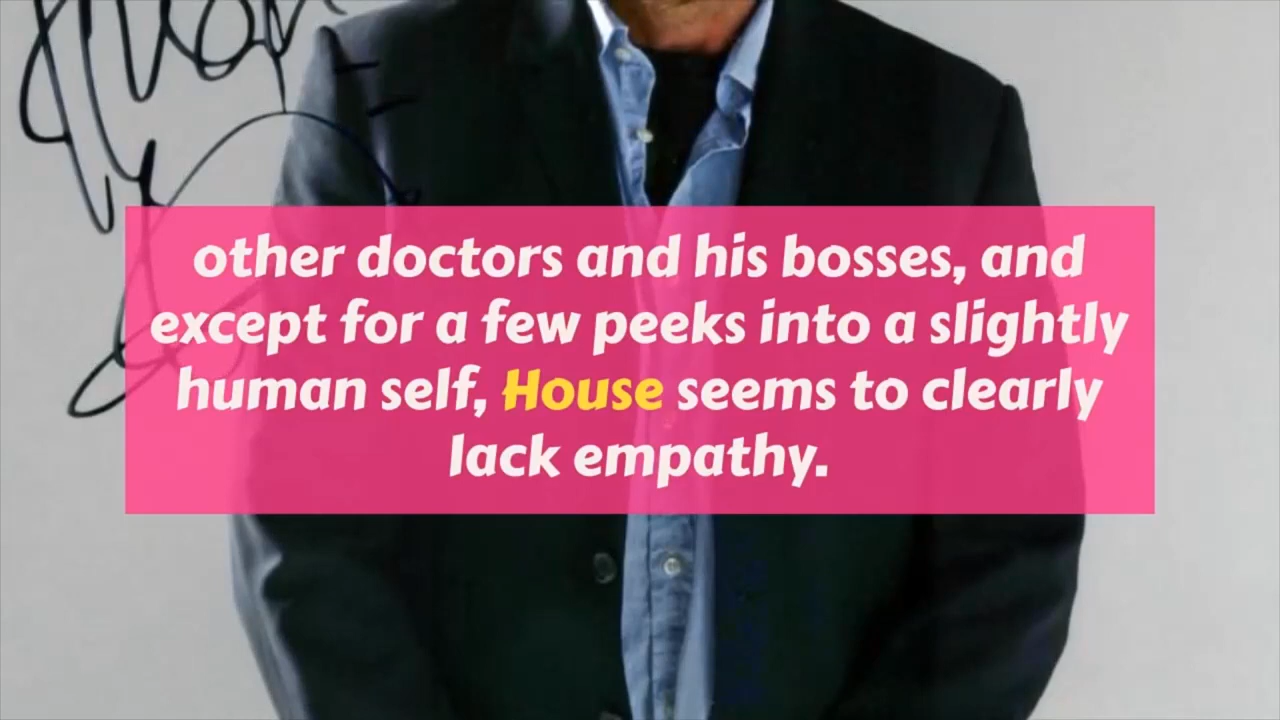 other doctors and his bosses, and
except for a few peeks into a slightly
human self, House seems to clearly
lack empathy.